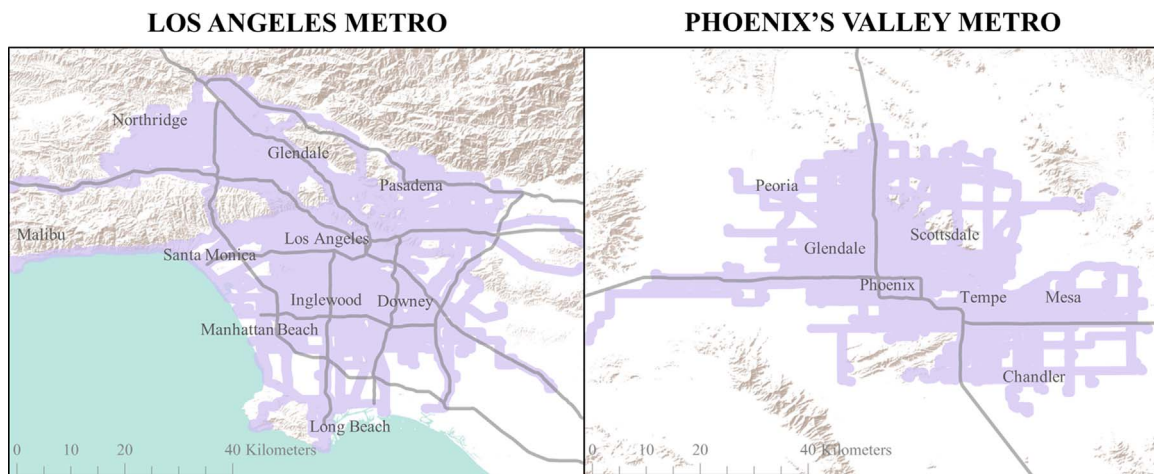 LOS ANGELES METRO
PHOENIX'S VALLEY METRO
Northridge
Glendale
Pasadena
Malibu
Los Angeles
Santa Monica
Inglewood
Downey
Manhattan Beach
Long Beach
0 10 20 40 Kilometers
Peoria
Scottsdale
Glendale
Phoenix
Tempe
Mesa
Chandler
0 10 20 40 Kilometers